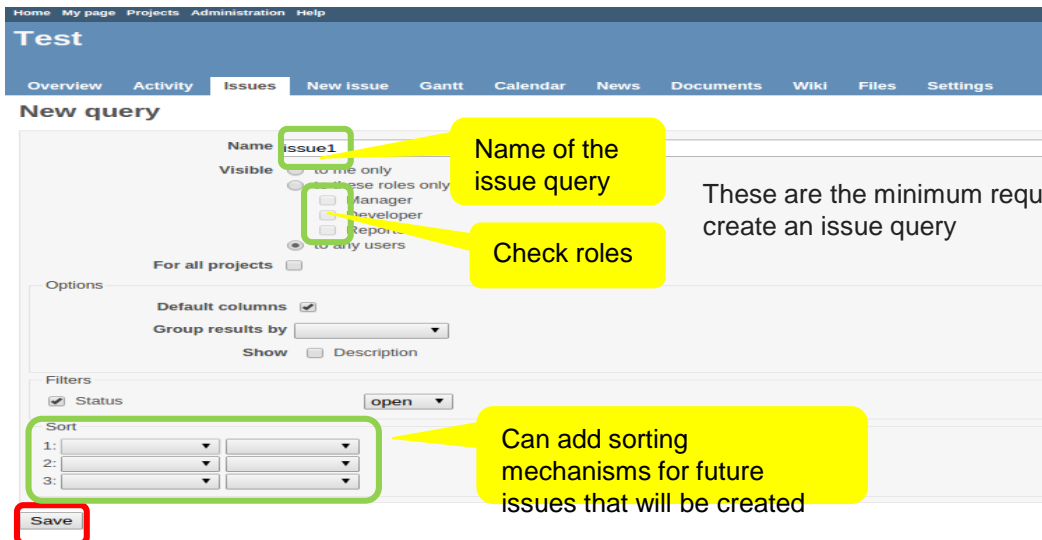 Home My page Projects Administration Help
Test
Overview Activity Issues New issue Gantt Calendar News Documents Wiki Files Settings
New query
Name issue1
Name of the
issue query
Visible to me only
to these roles only
Manager
Developer
Reporte
to any users
These are the minimum requ
create an issue query
Check roles
For all projects
Options
Default columns
Group results by
Show Description
Filters
Status open
Sort
1:
2:
3:
Can add sorting
mechanisms for future
issues that will be created
Save